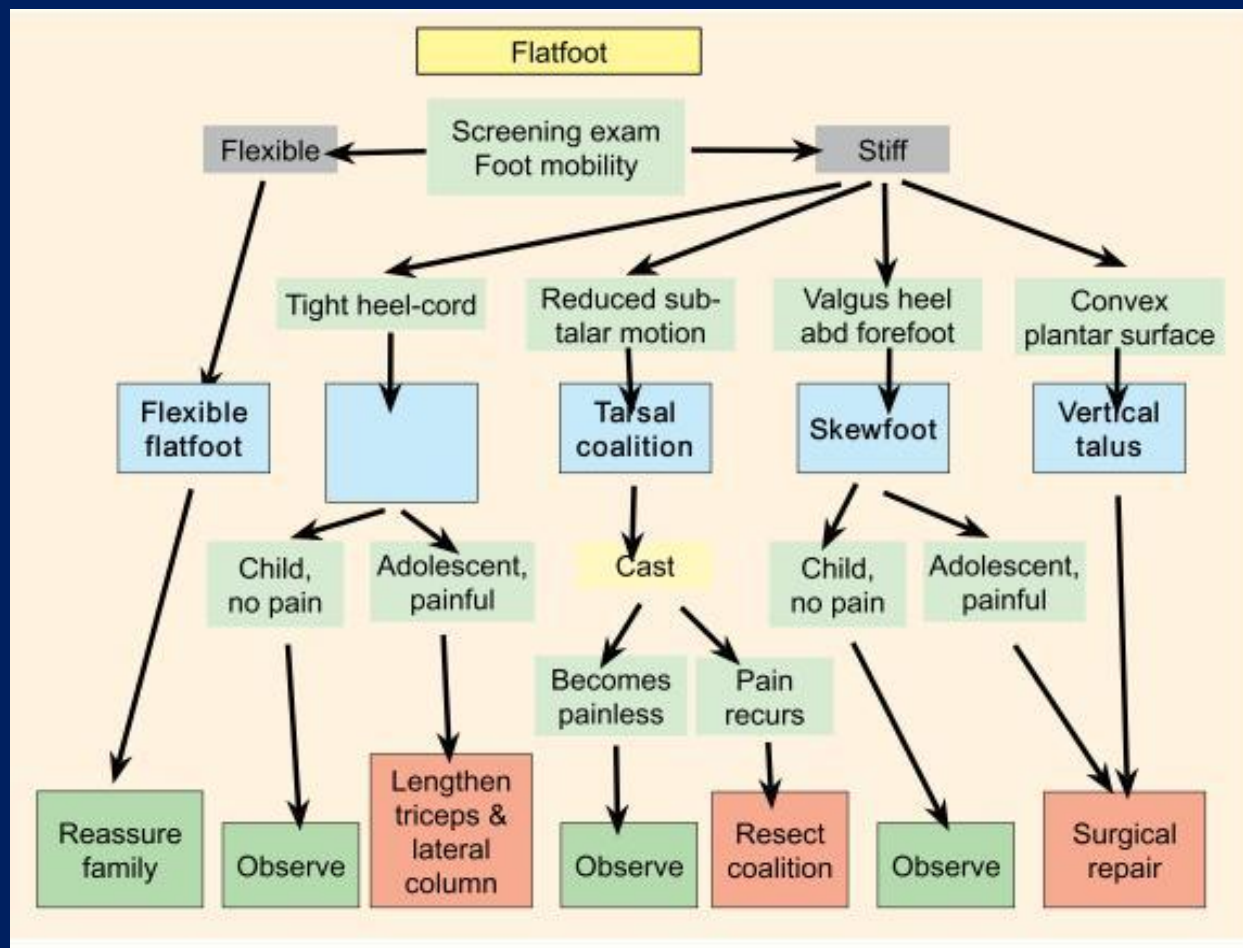 Flatfoot
Flexible
Screening exam
Foot mobility
Stiff
Tight heel-cord
Reduced sub-
talar motion
Valgus heel
abd forefoot
Convex
plantar surface
Flexible
flatfoot
Tarsal
coalition
Skewfoot
Vertical
talus
Child,
no pain
Adolescent,
painful
Cast
Child,
no pain
Adolescent,
painful
Becomes
painless
Pain
recurs
Reassure
family
Observe
Lengthen
triceps &
lateral
column
Observe
Resect
coalition
Observe
Surgical
repair